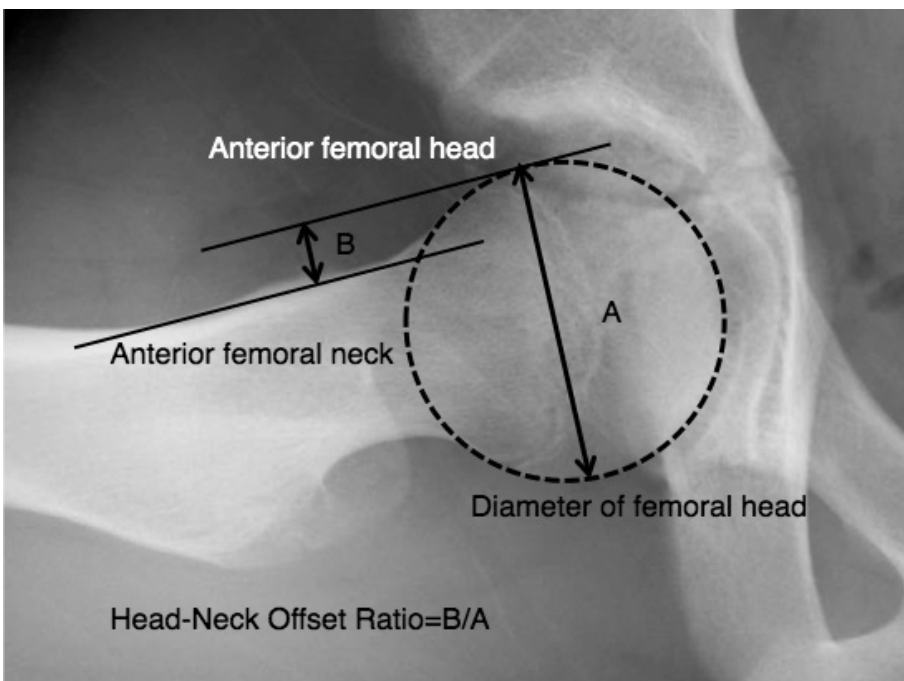 Anterior femoral head
B
A
Anterior femoral neck
Diameter of femoral head
Head-Neck Offset Ratio=B/A